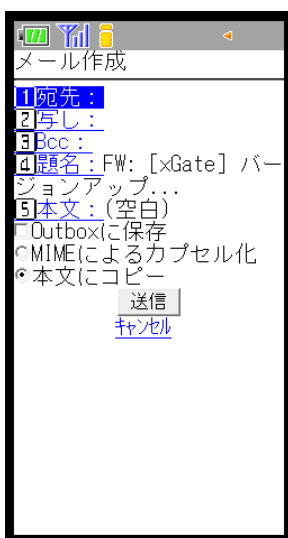 メール作成
1宛先：
2写し：
3Bcc：
4題名：FW: [xGate] バー
ジョンアップ...
5本文：(空白)
Outboxに保存
MIMEによるカプセル化
本文にコピー
送信
ｷｬﾝｾﾙ